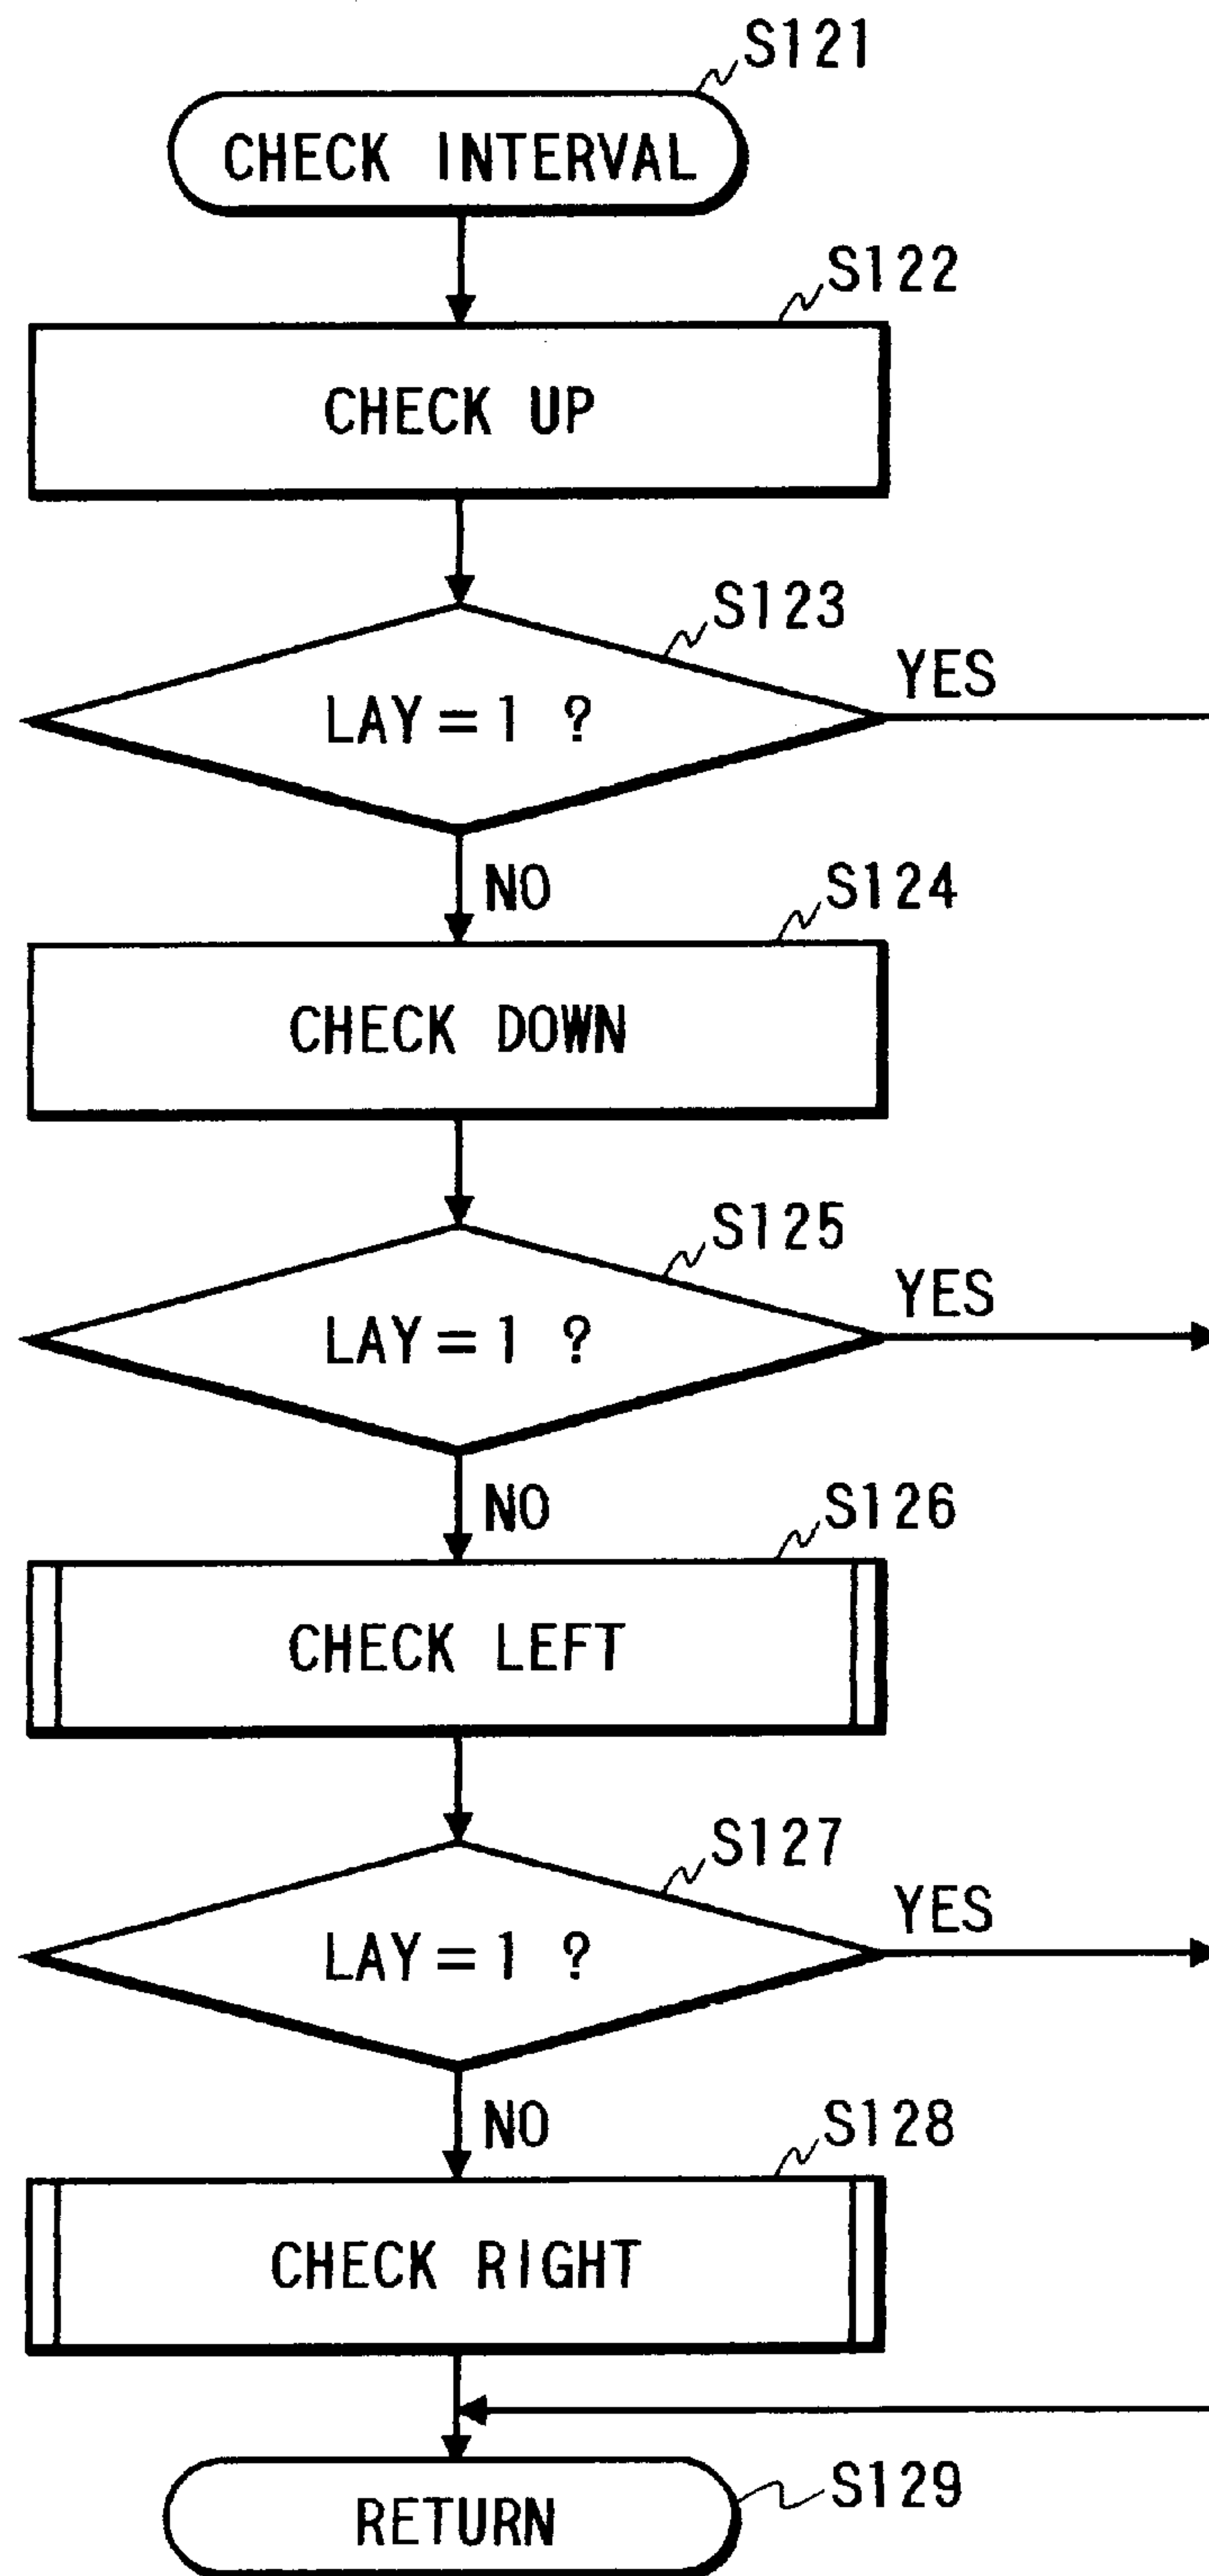 S121
CHECK INTERVAL
S122
CHECK UP
S123
YES
LAY=1 ?
NO
S124
CHECK DOWN
S125
YES
LAY=1 ?
NO
S126
CHECK LEFT
S127
YES
LAY=1 ?
NO
S128
CHECK RIGHT
S129
RETURN